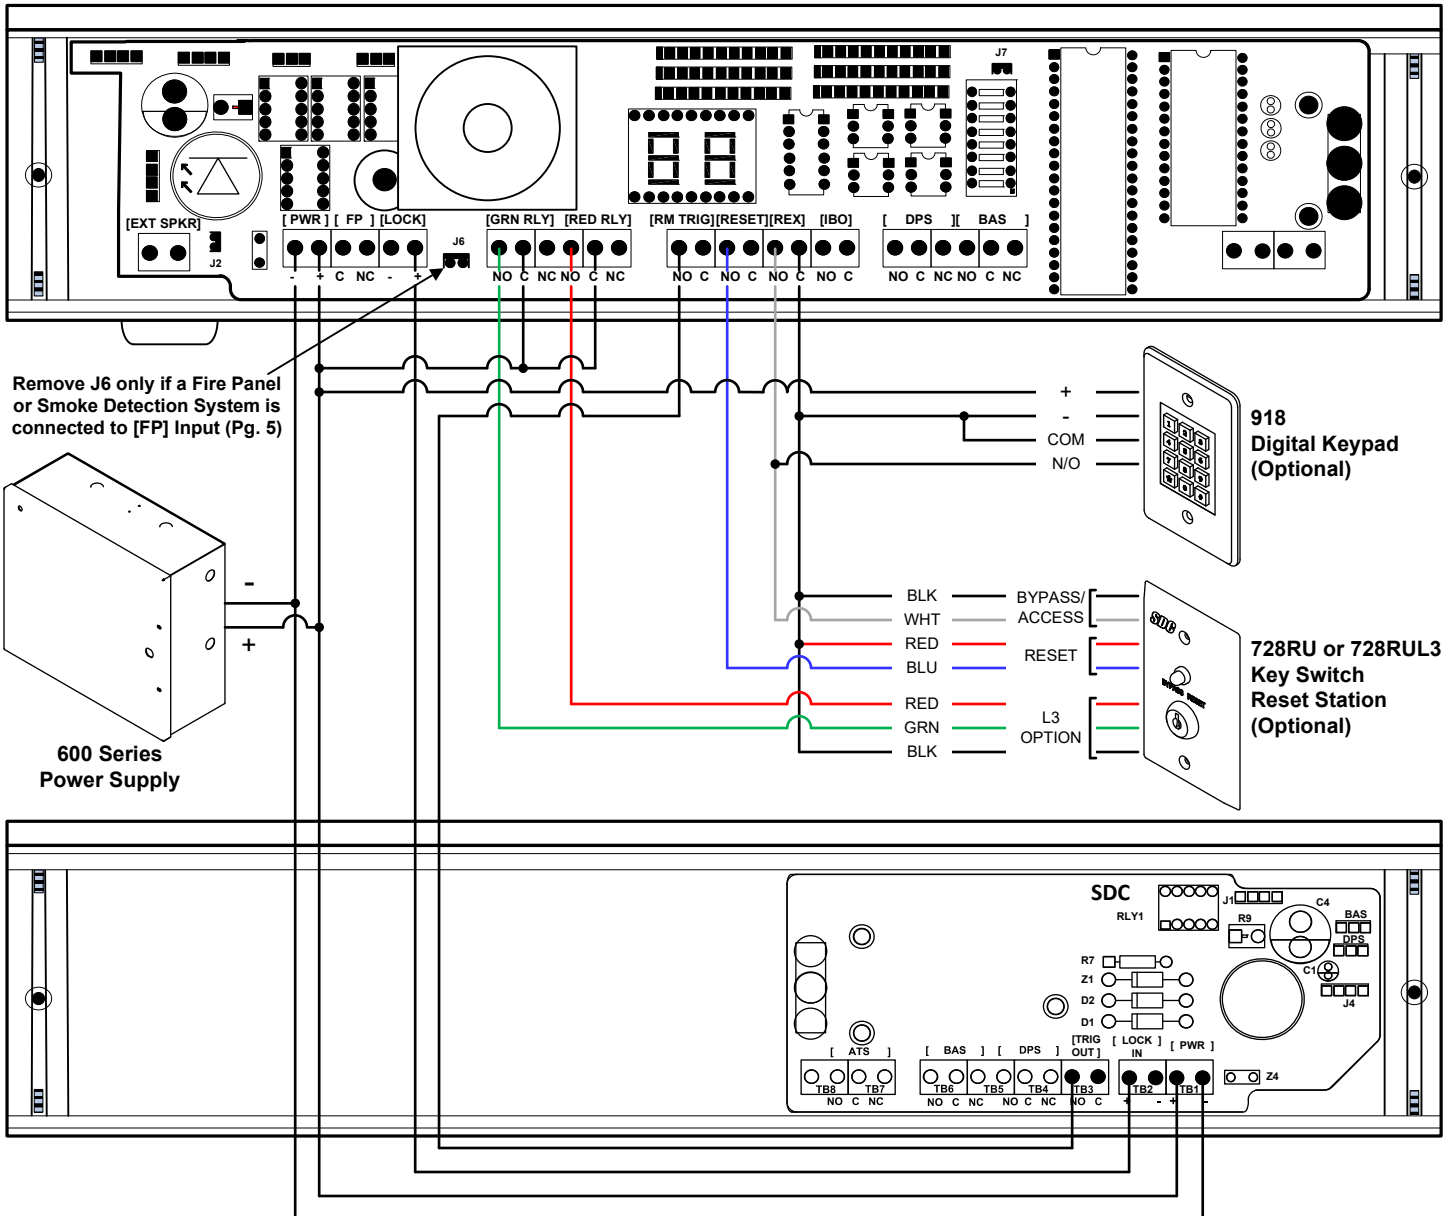 J7
[EXT SPKR]
J2
[ PWR ] [ FP ] [LOCK]
- + C NC - +
J6
[GRN RLY] [RED RLY]
NO C NC NO C NC
[RM TRIG][RESET][REX] [IBO]
NO C NO C NO C NO C
[ DPS ][ BAS ]
NO C NC NO C NC
Remove J6 only if a Fire Panel
or Smoke Detection System is
connected to [FP] Input (Pg. 5)
+
-
COM
N/O
918
Digital Keypad
(Optional)
-
+
600 Series
Power Supply
BLK
WHT
RED
BLU
RED
GRN
BLK
BYPASS/
ACCESS
RESET
L3
OPTION
SDC
BYPASS RESET
728RU or 728RUL3
Key Switch
Reset Station
(Optional)
SDC
RLY1
J1
R9
C4
BAS
DPS
C1
J4
R7
Z1
D2
D1
[ ATS ]
TB8 TB7
NO C NC
[ BAS ] [ DPS ]
TB6 TB5 TB4
NO C NC NO C NC
[TRIG
OUT ]
TB3
NO C
[ LOCK ]
IN
TB2
+ -
[ PWR ]
TB1
+ -
Z4